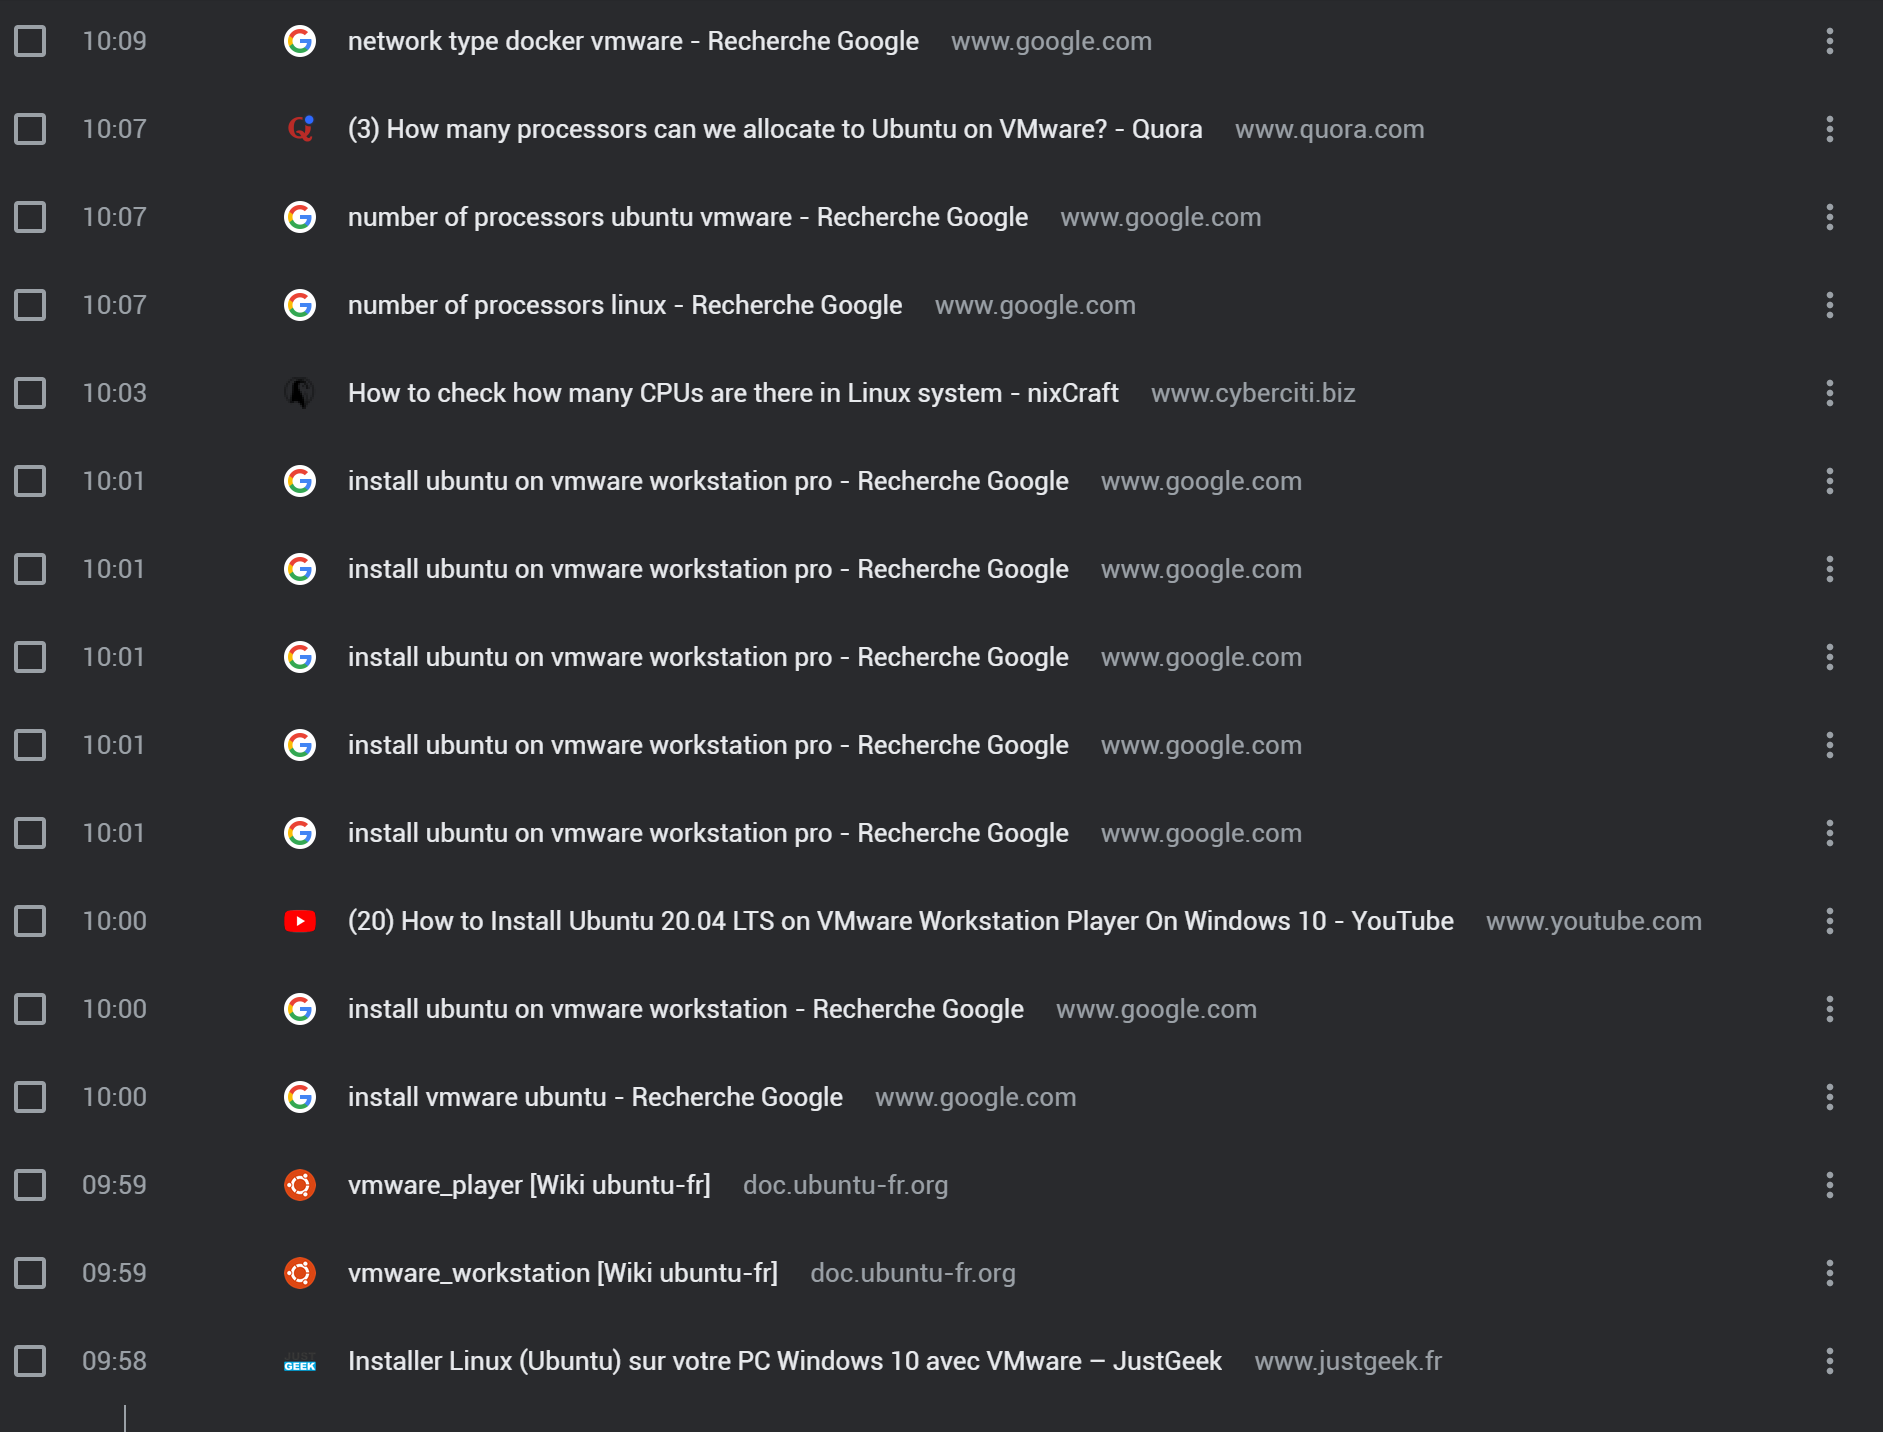 10:09 network type docker vmware - Recherche Google www.google.com
10:07 (3) How many processors can we allocate to Ubuntu on VMware? - Quora www.quora.com
10:07 number of processors ubuntu vmware - Recherche Google www.google.com
10:07 number of processors linux - Recherche Google www.google.com
10:03 How to check how many CPUs are there in Linux system - nixCraft www.cyberciti.biz
10:01 install ubuntu on vmware workstation pro - Recherche Google www.google.com
10:01 install ubuntu on vmware workstation pro - Recherche Google www.google.com
10:01 install ubuntu on vmware workstation pro - Recherche Google www.google.com
10:01 install ubuntu on vmware workstation pro - Recherche Google www.google.com
10:01 install ubuntu on vmware workstation pro - Recherche Google www.google.com
10:00 (20) How to Install Ubuntu 20.04 LTS on VMware Workstation Player On Windows 10 - YouTube www.youtube.com
10:00 install ubuntu on vmware workstation - Recherche Google www.google.com
10:00 install vmware ubuntu - Recherche Google www.google.com
09:59 vmware_player [Wiki ubuntu-fr] doc.ubuntu-fr.org
09:59 vmware_workstation [Wiki ubuntu-fr] doc.ubuntu-fr.org
09:58 JUST GEEK Installer Linux (Ubuntu) sur votre PC Windows 10 avec VMware – JustGeek www.justgeek.fr